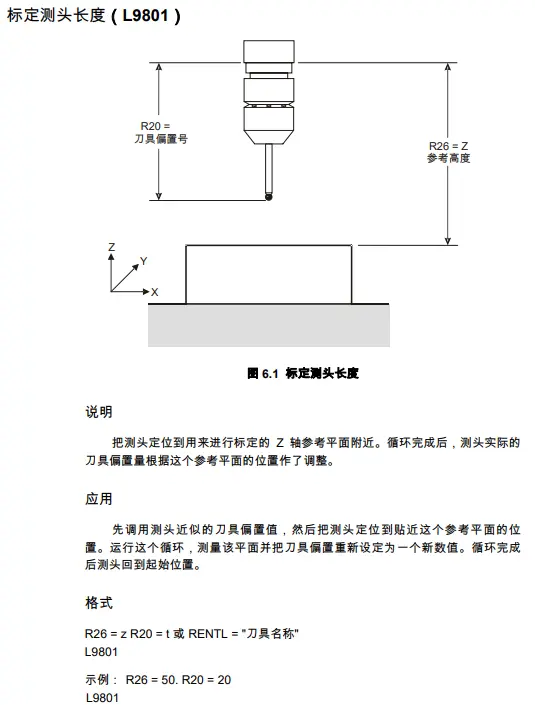 标定测头长度（L9801）
R20 =
刀具偏置号
R26 = Z
参考高度
Z
Y
X
图 6.1 标定测头长度
说明
把测头定位到用来进行标定的 Z 轴参考平面附近。循环完成后，测头实际的
刀具偏置量根据这个参考平面的位置作了调整。
应用
先调用测头近似的刀具偏置值，然后把测头定位到贴近这个参考平面的位
置。运行这个循环，测量该平面并把刀具偏置重新设定为一个新数值。循环完成
后测头回到起始位置。
格式
R26 = z R20 = t 或 RENTL = "刀具名称"
L9801
示例： R26 = 50. R20 = 20
L9801